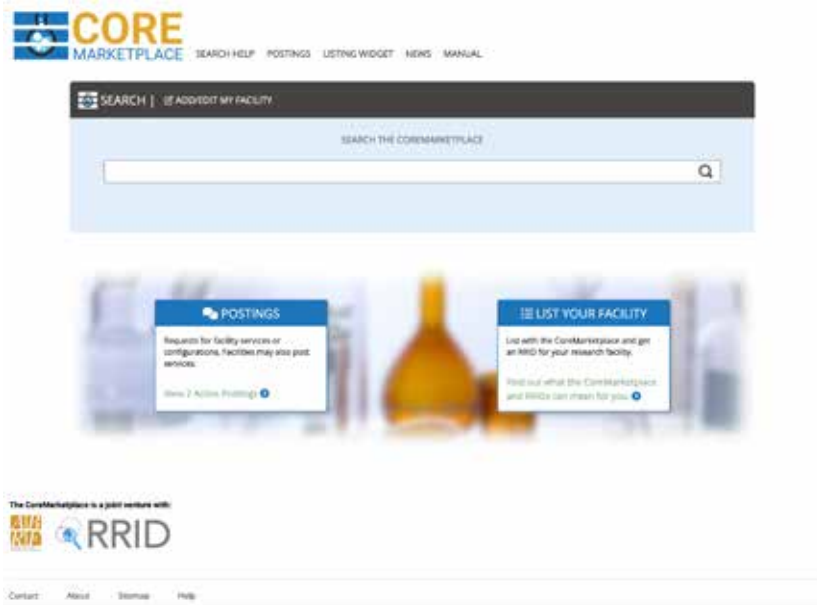 CORE
MARKETPLACE
SEARCH HELP POSTINGS LISTING WIDGET NEWS MANUAL
SEARCH | ADD/EDIT MY FACILITY
SEARCH THE COREMARKETPLACE
POSTINGS
Requests for facility services or
configurations. Facilities may also post
services.
View 2 Active Postings
LIST YOUR FACILITY
List with the CoreMarketplace and get
an RRID for your research facility.
Find out what the CoreMarketplace
and RRIDs can mean for you.
The CoreMarketplace is a joint venture with:
RRID
Contact About Sitemap Help